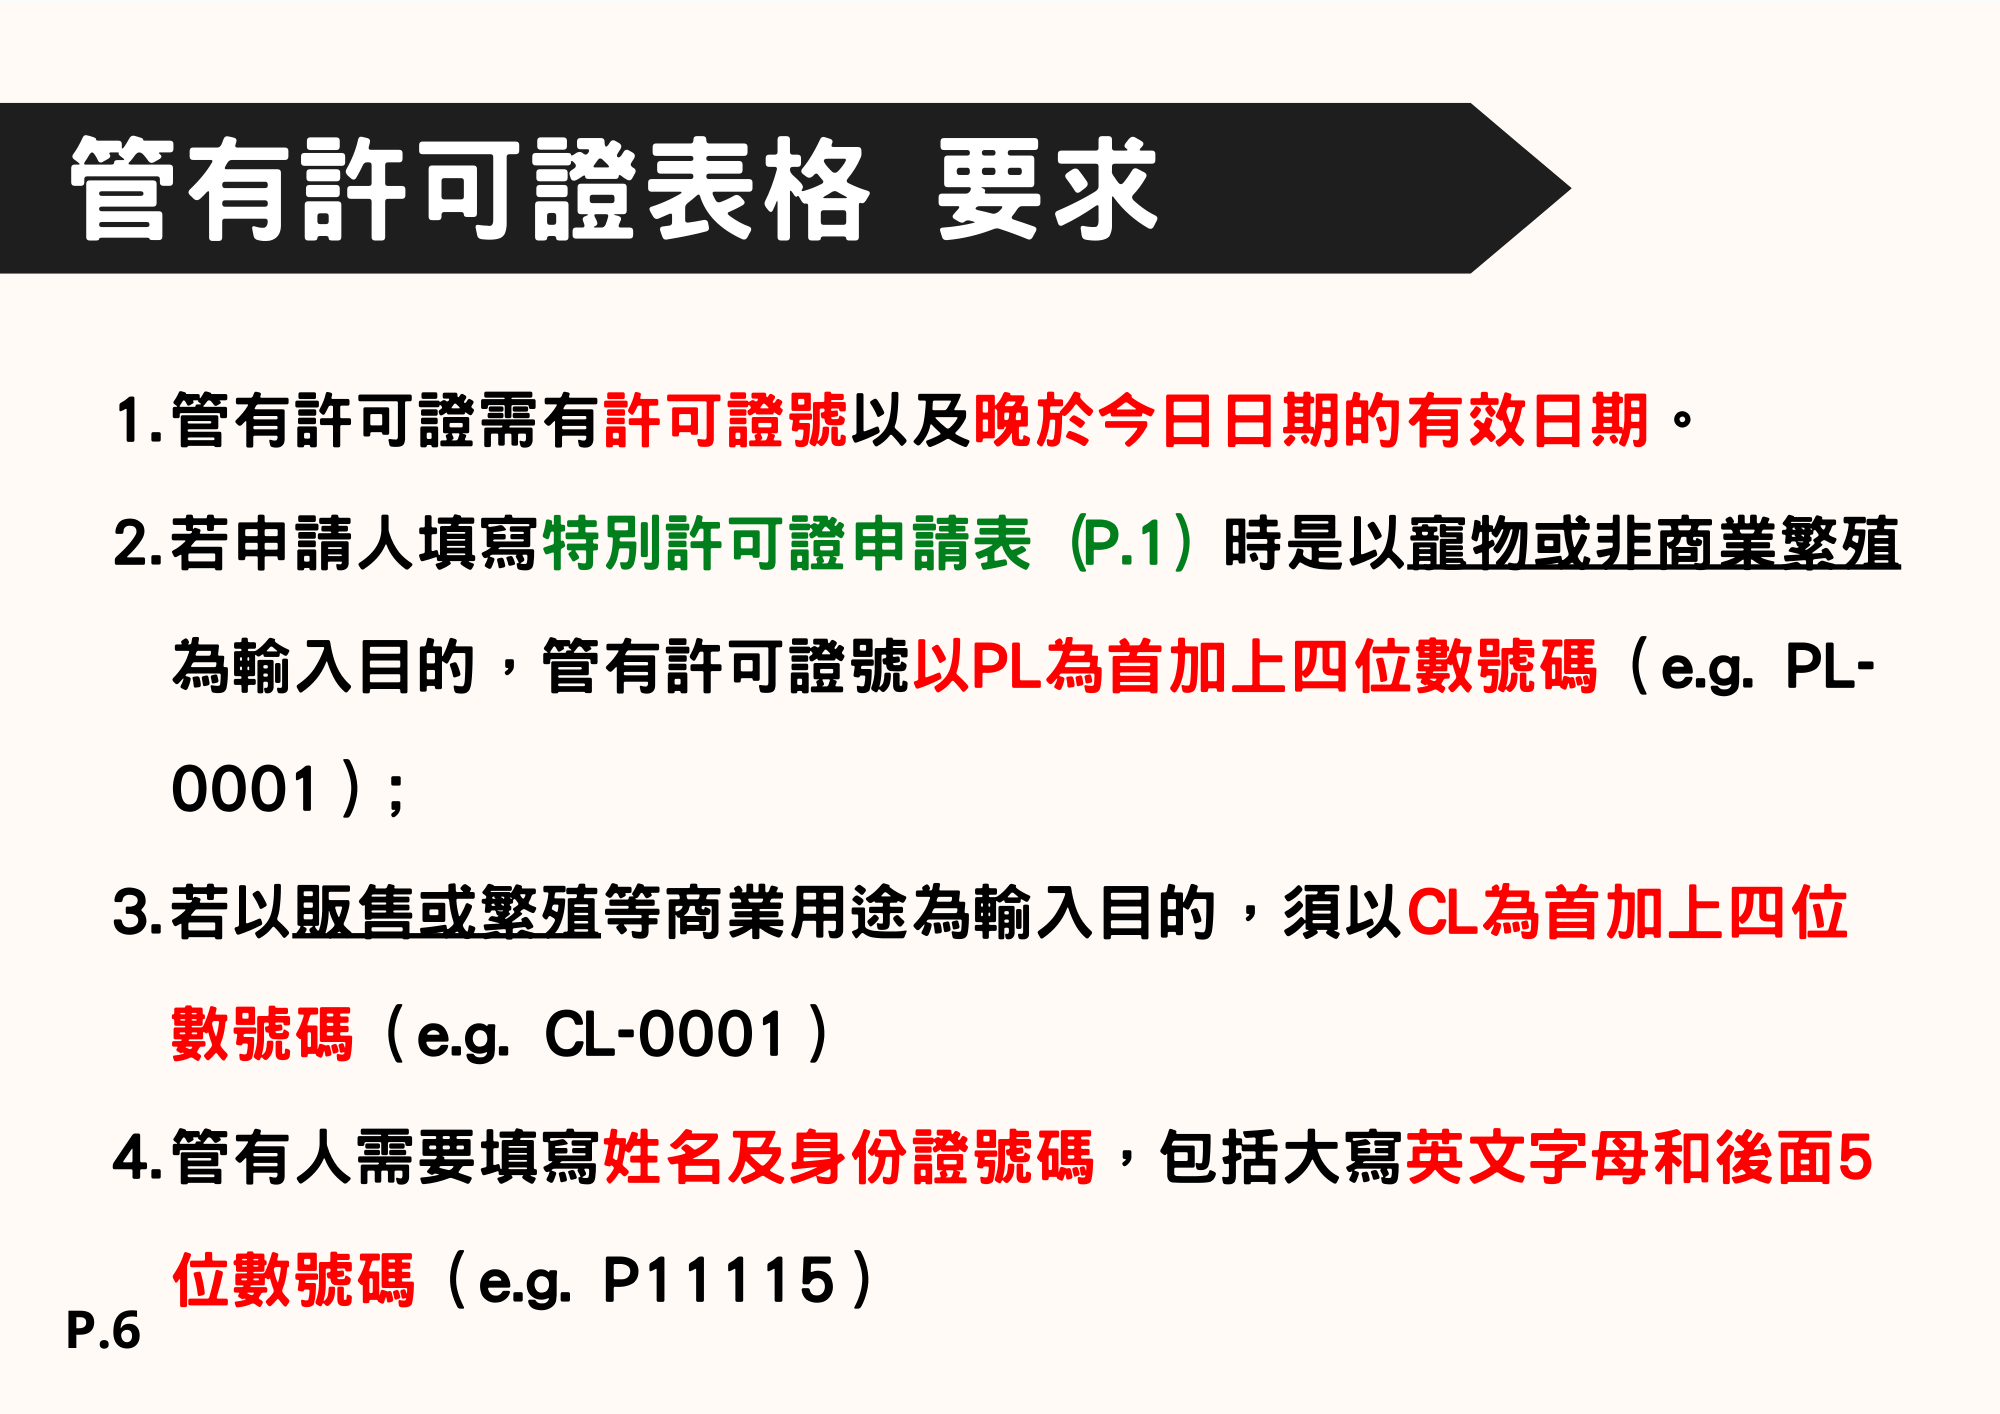 管有許可證表格 要求
1.管有許可證需有許可證號以及晚於今日日期的有效日期。
2.若申請人填寫特別許可證申請表（P.1）時是以寵物或非商業繁殖
為輸入目的，管有許可證號以PL為首加上四位數號碼（e.g. PL-
0001）；
3.若以販售或繁殖等商業用途為輸入目的，須以CL為首加上四位
數號碼（e.g. CL-0001）
4.管有人需要填寫姓名及身份證號碼，包括大寫英文字母和後面5
位數號碼（e.g. P11115）
P.6